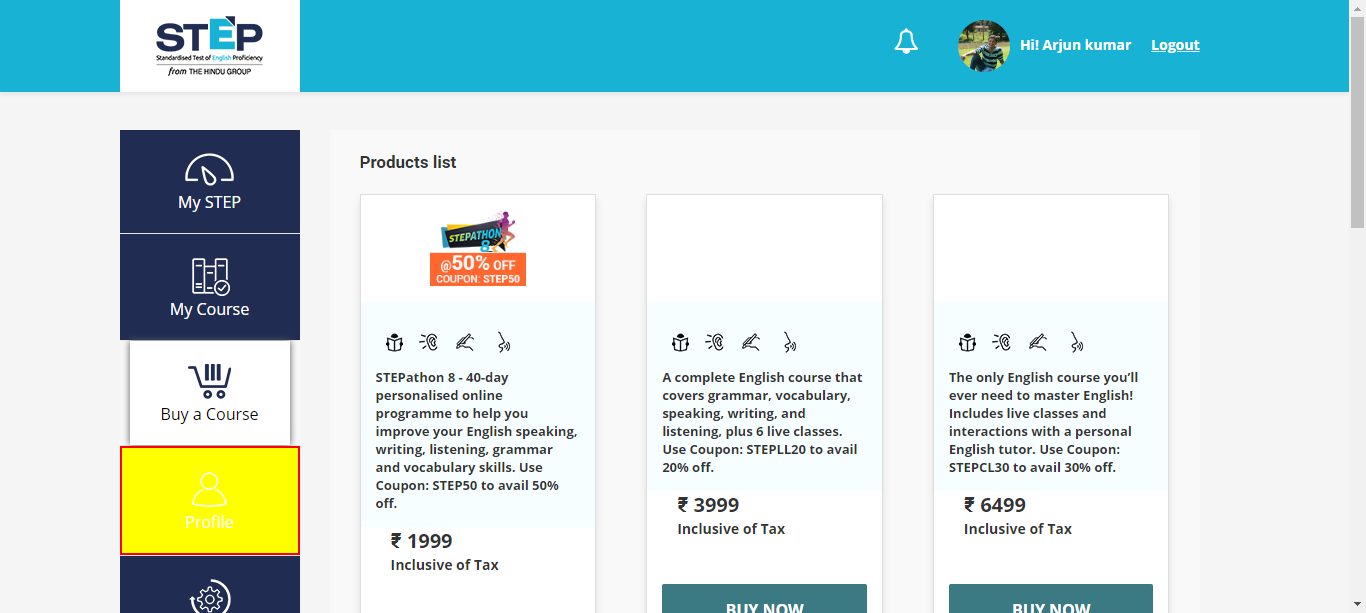 STEP
Standardised Test of English Proficiency
from THE HINDU GROUP
Hi! Arjun kumar
Logout
My STEP
My Course
Buy a Course
Profile
Products list
STEPATHON
8
@50% OFF
COUPON: STEP50
STEPathon 8 - 40-day
personalised online
programme to help you
improve your English speaking,
writing, listening, grammar
and vocabulary skills. Use
Coupon: STEP50 to avail 50%
off.
₹ 1999
Inclusive of Tax
A complete English course that
covers grammar, vocabulary,
speaking, writing, and
listening, plus 6 live classes.
Use Coupon: STEPLL20 to avail
20% off.
₹ 3999
Inclusive of Tax
BUY NOW
The only English course you'll
ever need to master English!
Includes live classes and
interactions with a personal
English tutor. Use Coupon:
STEPCL30 to avail 30% off.
₹ 6499
Inclusive of Tax
BUY NOW